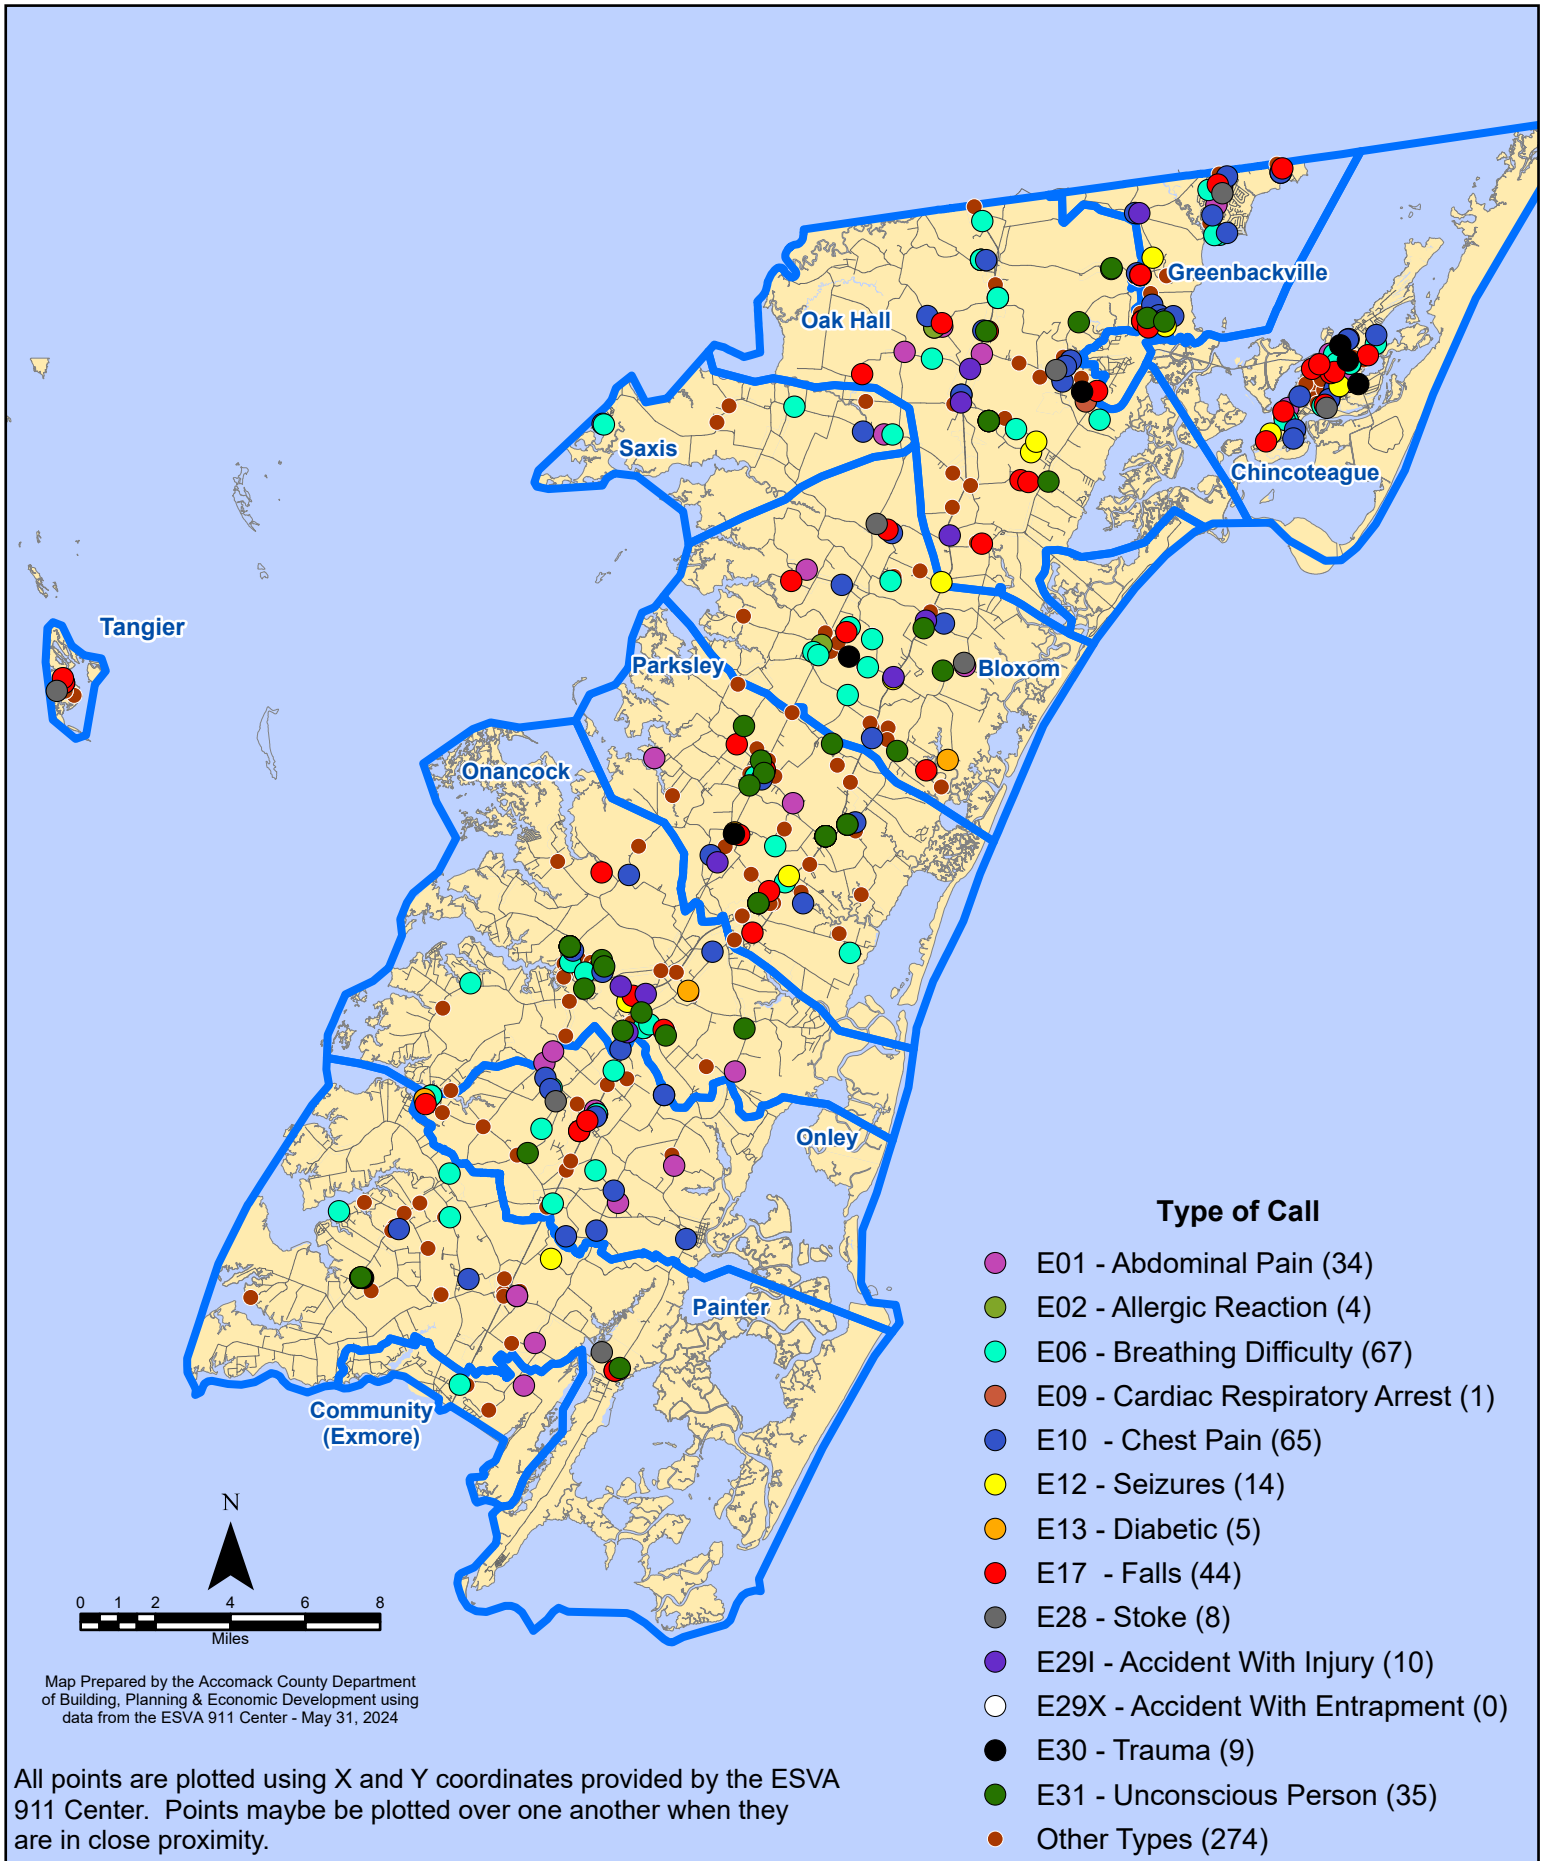 Greenbackville
Oak Hall
Saxis
Chincoteague
Tangier
Parksley
Bloxom
Onancock
Onley
Painter
Community
(Exmore)
Type of Call
E01 - Abdominal Pain (34)
E02 - Allergic Reaction (4)
E06 - Breathing Difficulty (67)
E09 - Cardiac Respiratory Arrest (1)
E10 - Chest Pain (65)
E12 - Seizures (14)
E13 - Diabetic (5)
E17 - Falls (44)
E28 - Stoke (8)
E29I - Accident With Injury (10)
E29X - Accident With Entrapment (0)
E30 - Trauma (9)
E31 - Unconscious Person (35)
Other Types (274)
N
0 1 2 4 6 8
Miles
Map Prepared by the Accomack County Department
of Building, Planning & Economic Development using
data from the ESVA 911 Center - May 31, 2024
All points are plotted using X and Y coordinates provided by the ESVA
911 Center. Points maybe be plotted over one another when they
are in close proximity.